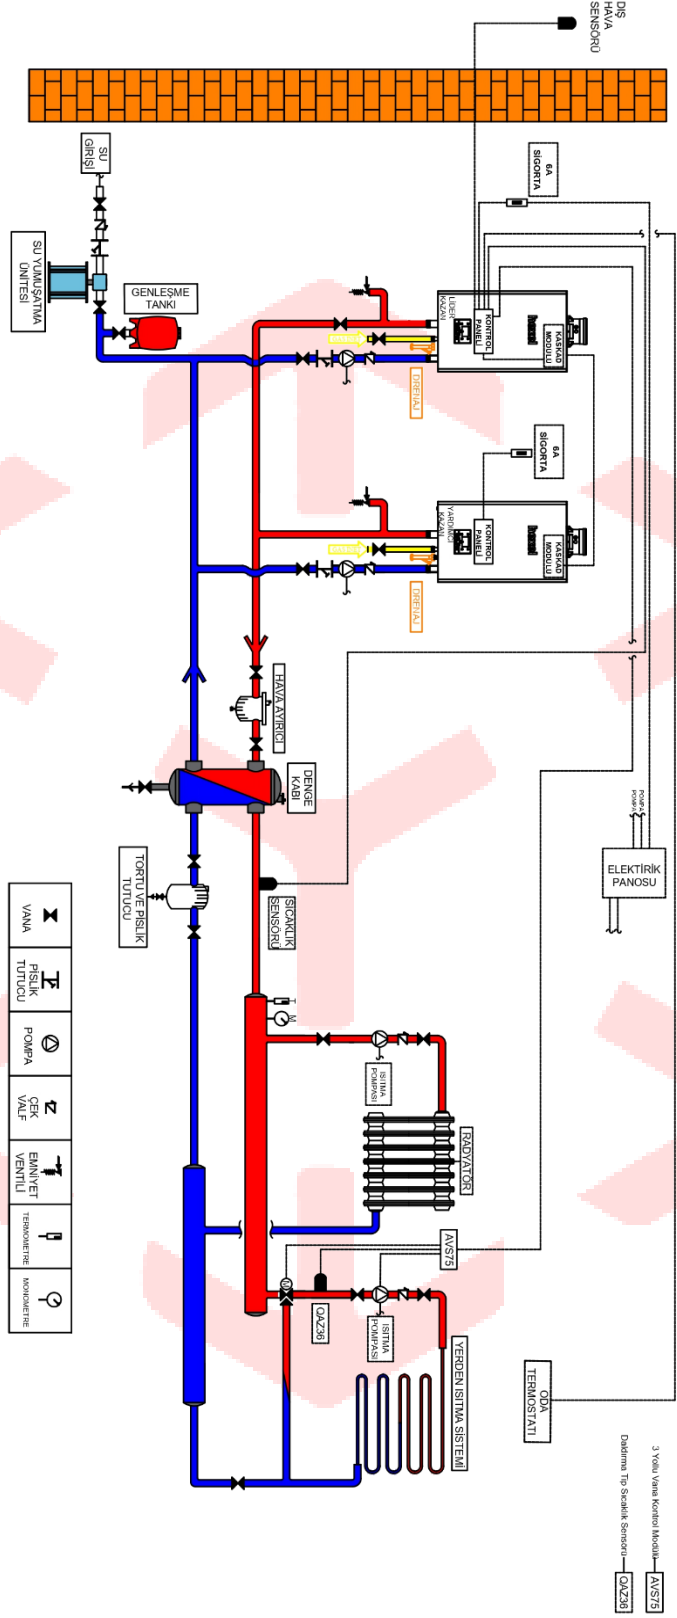 DIŞ
HAVA
SENSÖRÜ
6A
SİGORTA
LİDER
KAZAN
KONTROL
PANELİ
KASKAD
MODÜLÜ
SU
GİRİŞİ
SU YUMUŞATMA
ÜNİTESİ
GENLEŞME
TANKI
DRENAJ
6A
SİGORTA
YARDIMCI
KAZAN
KONTROL
PANELİ
KASKAD
MODÜLÜ
DRENAJ
HAVA AYIRICI
DENGE
KABI
POMPA
POMPA
ELEKTİRİK
PANOSU
TORTU VE PİSLİK
TUTUCU
SICAKLIK
SENSÖRÜ
T
M
ISITMA
POMPASI
RADYATÖR
AVS75
M
QAZ36
ISITMA
POMPASI
YERDEN ISITMA SİSTEMİ
ODA
TERMOSTATI
VANA
PİSLİK
TUTUCU
POMPA
ÇEK
VALF
EMNİYET
VENTİLİ
TERMOMETRE
MONOMETRE
3 Yollu Vana Kontrol Modülü
AVS75
Daldırma Tip Sıcaklık Sensörü
QAZ36